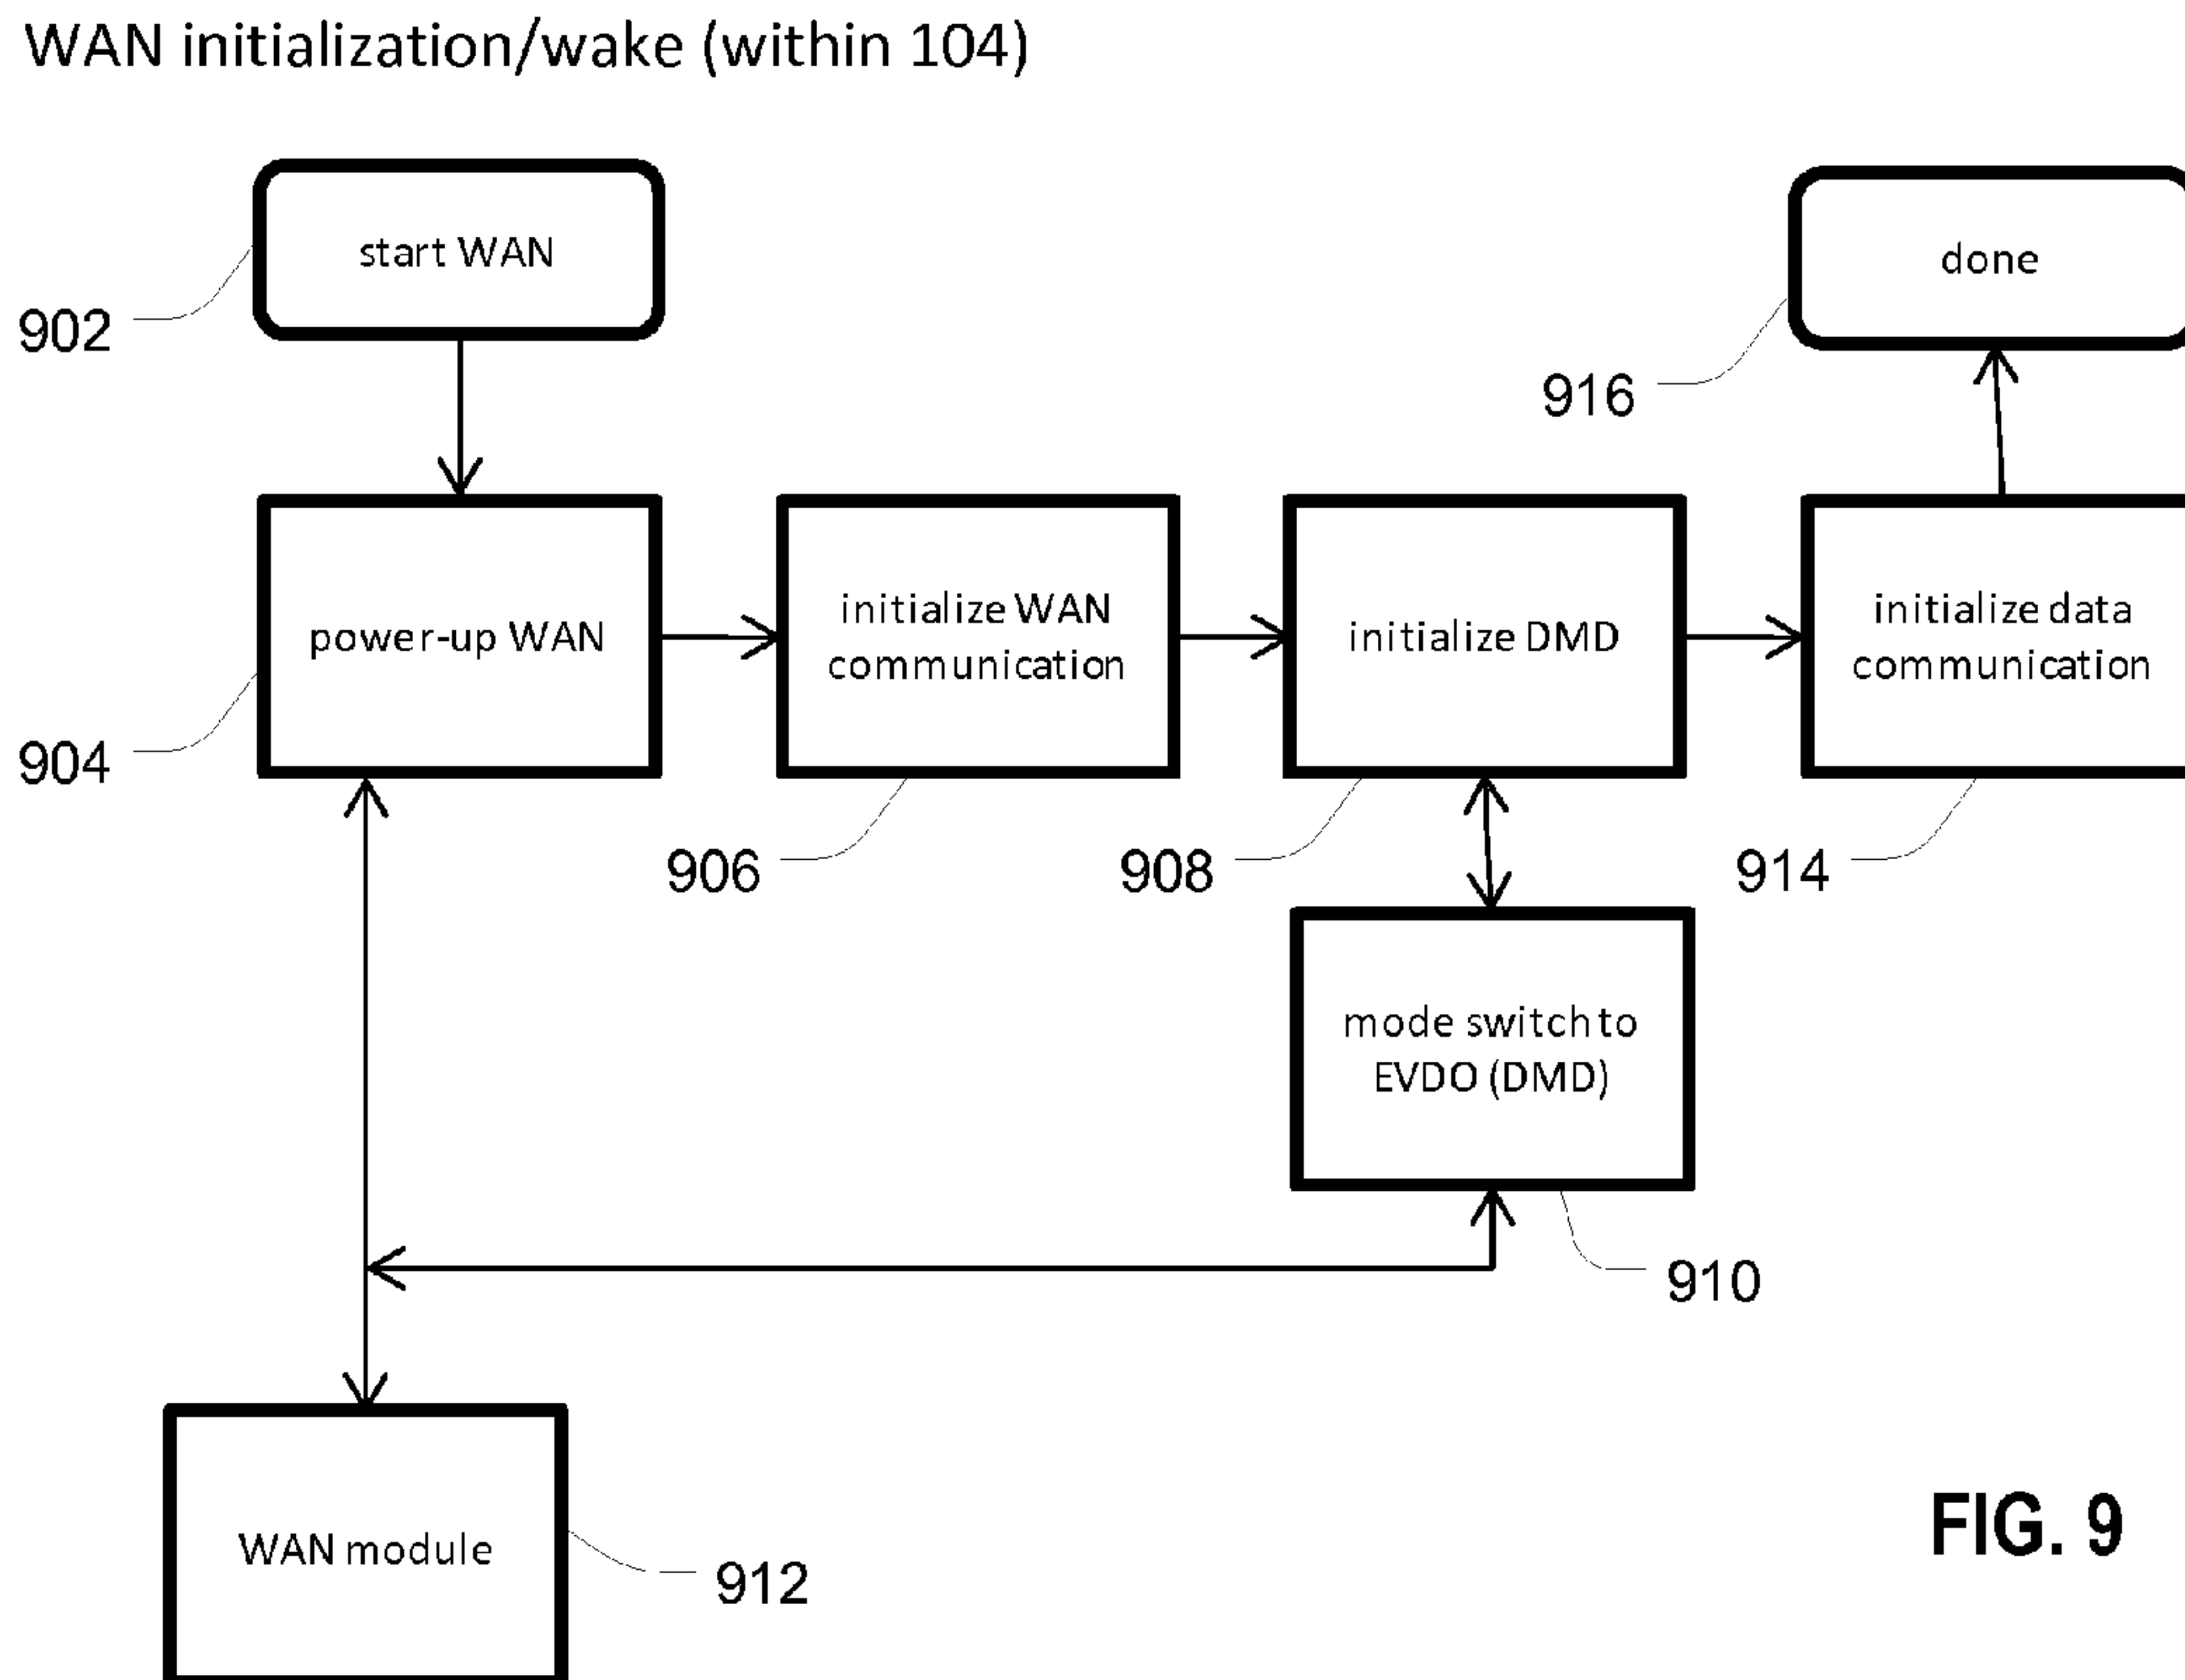 WAN initialization/wake (within 104)
start WAN
done
902
916
power-up WAN
initialize WAN
communication
initialize DMD
initialize data
communication
904
906
908
914
mode switch to
EVDO (DMD)
910
WAN module
912
FIG. 9